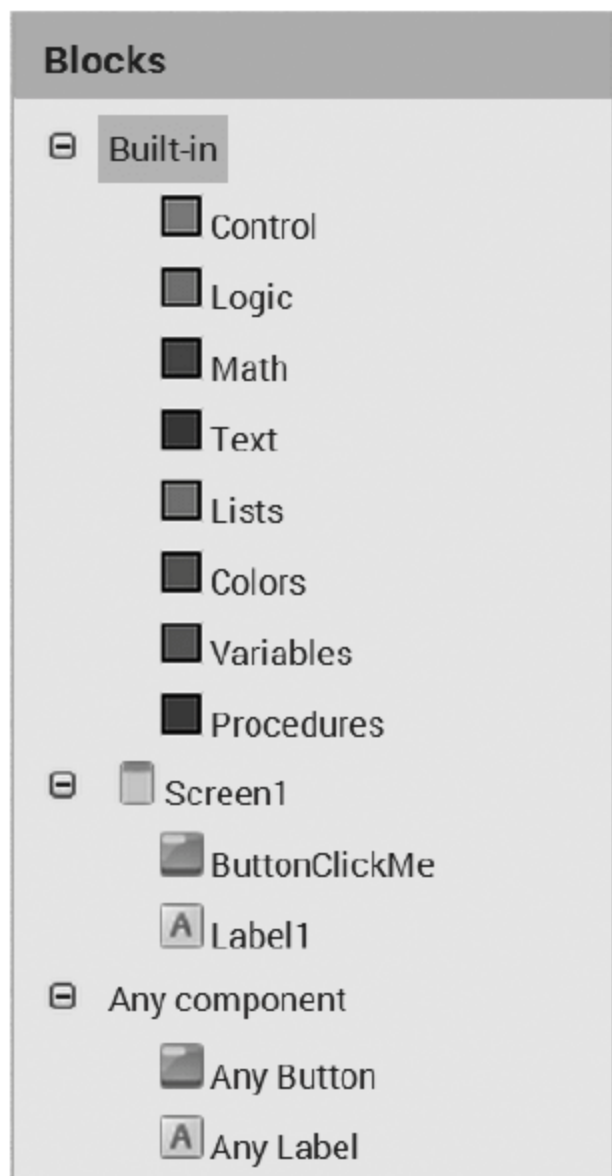 Blocks
Built-in
Control
Logic
Math
Text
Lists
Colors
Variables
Procedures
Screen1
ButtonClickMe
A Label1
Any component
Any Button
A Any Label